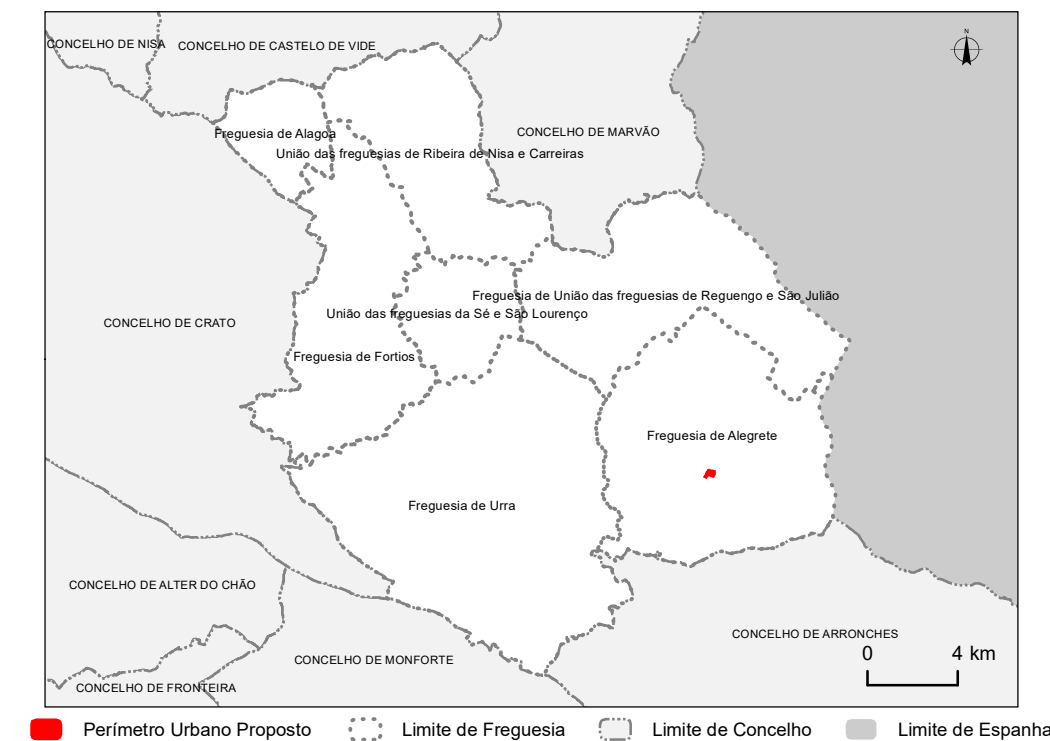 N
CONCELHO DE NISA
CONCELHO DE CASTELO DE VIDE
CONCELHO DE MARVÃO
Freguesia de Alagoa
União das freguesias de Ribeira de Nisa e Carreiras
Freguesia de União das freguesias de Reguengo e São Julião
União das freguesias da Sé e São Lourenço
CONCELHO DE CRATO
Freguesia de Fortios
Freguesia de Alegrete
Freguesia de Urra
CONCELHO DE ALTER DO CHÃO
CONCELHO DE ARRONCHES
CONCELHO DE MONFORTE
0 4 km
CONCELHO DE FRONTEIRA
Perímetro Urbano Proposto
Limite de Freguesia
Limite de Concelho
Limite de Espanha